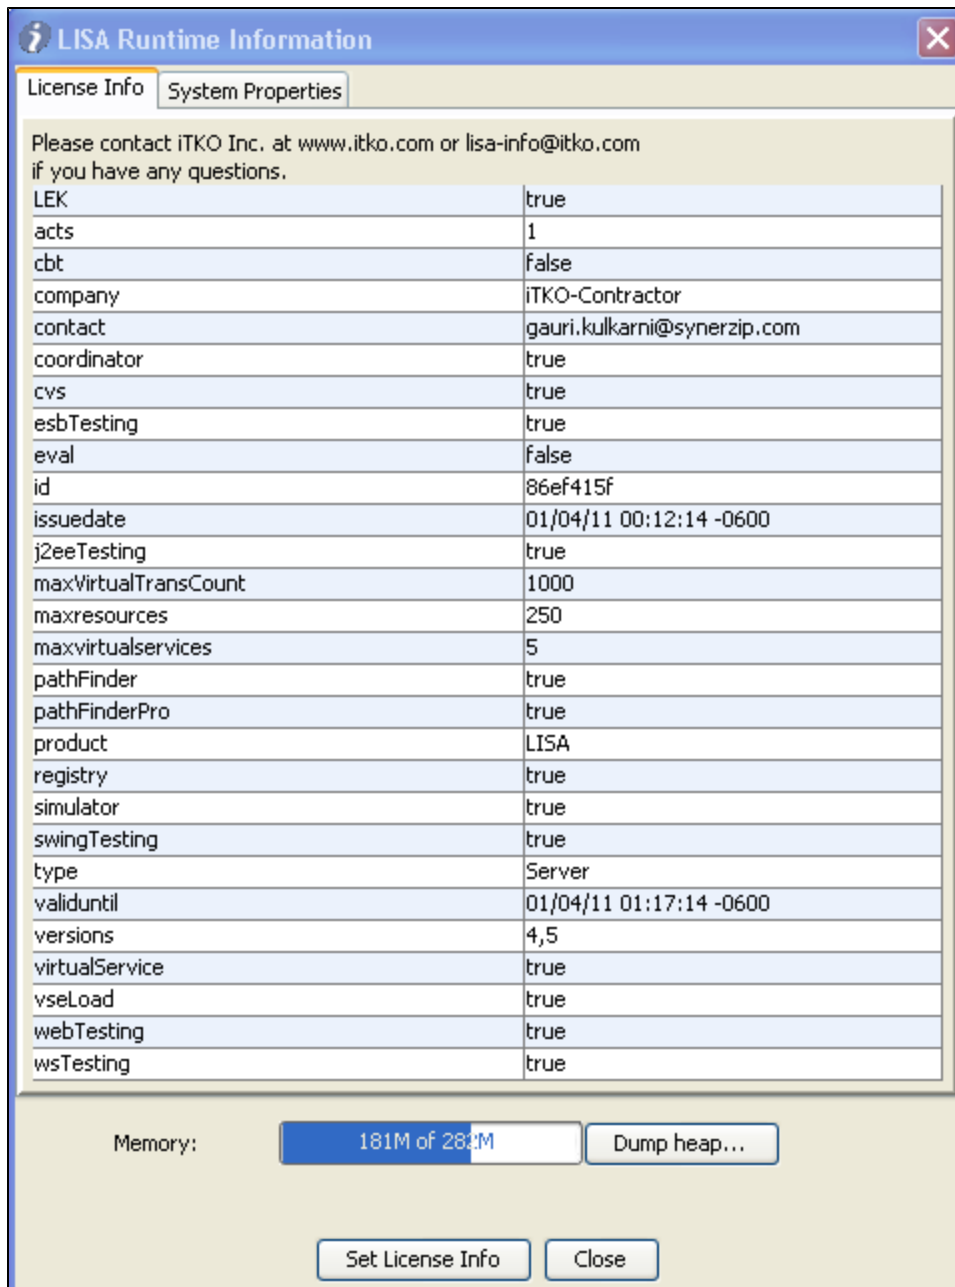 LISA Runtime Information
License Info System Properties
Please contact iTKO Inc. at www.itko.com or lisa-info@itko.com
if you have any questions.
LEK true
acts 1
cbt false
company iTKO-Contractor
contact gauri.kulkarni@synerzip.com
coordinator true
cvs true
esbTesting true
eval false
id 86ef415f
issuedate 01/04/11 00:12:14 -0600
j2eeTesting true
maxVirtualTransCount 1000
maxresources 250
maxvirtualservices 5
pathFinder true
pathFinderPro true
product LISA
registry true
simulator true
swingTesting true
type Server
validuntil 01/04/11 01:17:14 -0600
versions 4,5
virtualService true
vseLoad true
webTesting true
wsTesting true
Memory: 181M of 282M Dump heap...
Set License Info Close